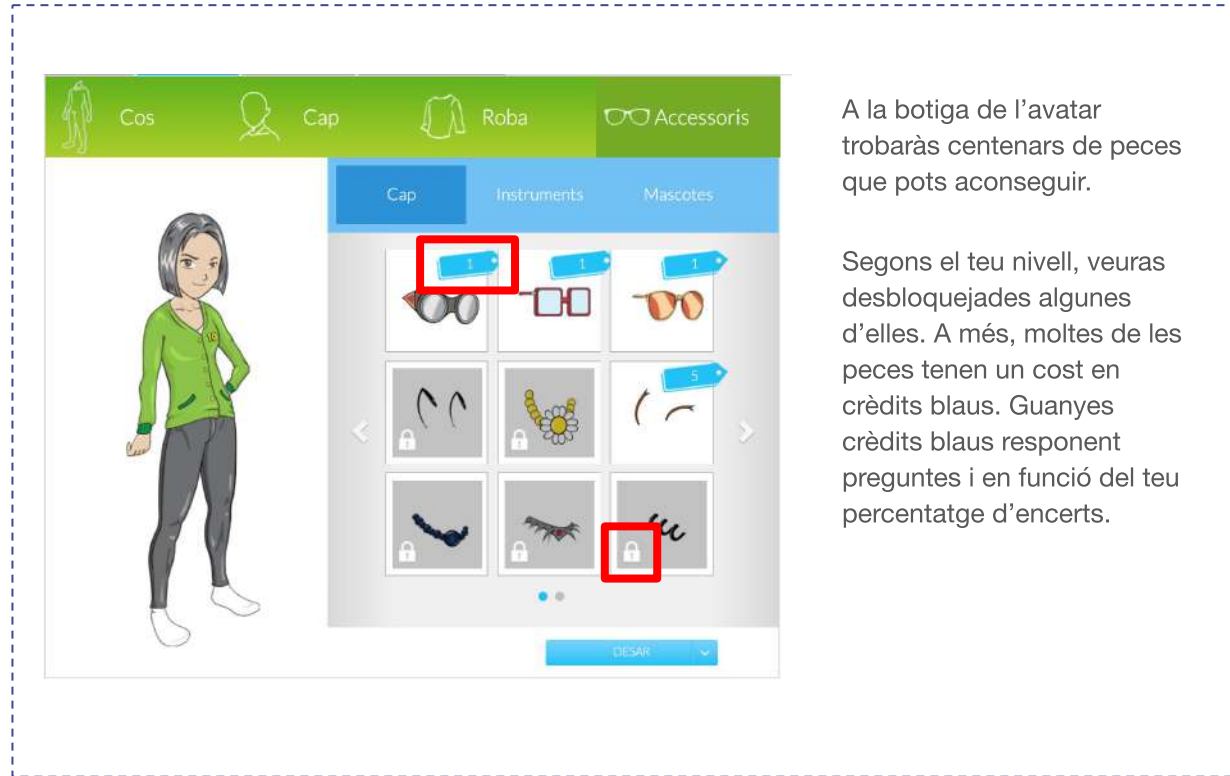 Cos
Cap
Roba
Accessoris
Cap
Instruments
Mascotes
1
1
1
5
DESAR
A la botiga de l’avatar
trobaràs centenars de peces
que pots aconseguir.
Segons el teu nivell, veuras
desbloquejades algunes
d’elles. A més, moltes de les
peces tenen un cost en
crèdits blaus. Guanyes
crèdits blaus responent
preguntes i en funció del teu
percentatge d’encerts.